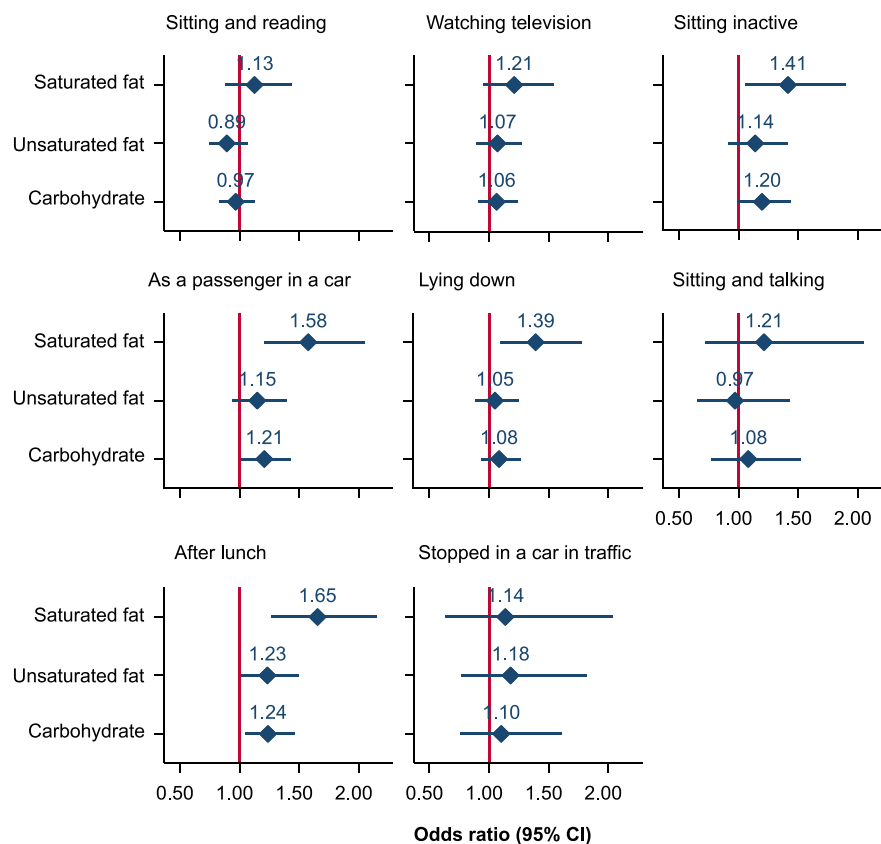 Sitting and reading Watching television Sitting inactive
Saturated fat 1.13 1.21 1.41
Unsaturated fat 0.89 1.07 1.14
Carbohydrate 0.97 1.06 1.20
As a passenger in a car Lying down Sitting and talking
Saturated fat 1.58 1.39 1.21
Unsaturated fat 1.15 1.05 0.97
Carbohydrate 1.21 1.08 1.08
0.50 1.00 1.50 2.00
After lunch Stopped in a car in traffic
Saturated fat 1.65 1.14
Unsaturated fat 1.23 1.18
Carbohydrate 1.24 1.10
0.50 1.00 1.50 2.00 0.50 1.00 1.50 2.00
Odds ratio (95% CI)